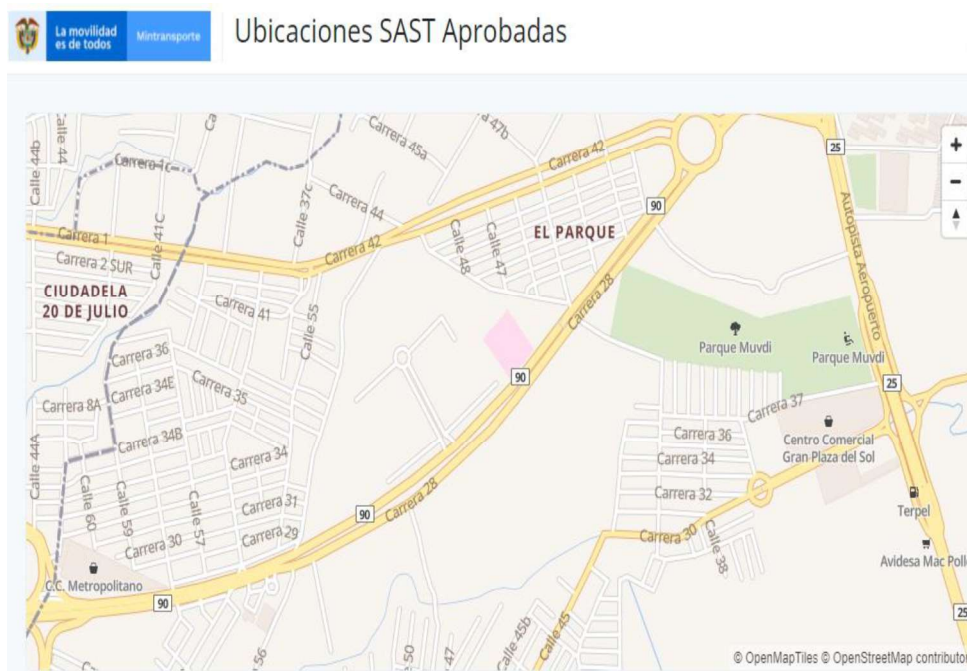 La movilidad
es de todos
Mintransporte
Ubicaciones SAST Aprobadas
Calle 44b
Calle 44
Carrera 1c
Carrera 45a
Carrera 42
25
+
−
Calle 41C
Calle 37c
Carrera 44
90
Carrera 1
Carrera 42
Calle 48
Calle 47
EL PARQUE
Autopista Aeropuerto
Carrera 2 SUR
CIUDADELA
20 DE JULIO
Carrera 41
Calle 55
Carrera 28
Parque Muvdi
Parque Muvdi
Carrera 36
Carrera 34E
Carrera 35
90
25
Carrera 8A
Carrera 37
Carrera 34B
Carrera 34
Carrera 36
Centro Comercial
Gran Plaza del Sol
Calle 44A
Carrera 34
Calle 60
Calle 59
Calle 57
Carrera 31
Carrera 32
90
Carrera 28
Terpel
Carrera 30
Carrera 29
Carrera 30
Calle 38
C.C. Metropolitano
Avidesa Mac Poll
90
25
Calle 45b
Calle 45
© OpenMapTiles © OpenStreetMap contributo